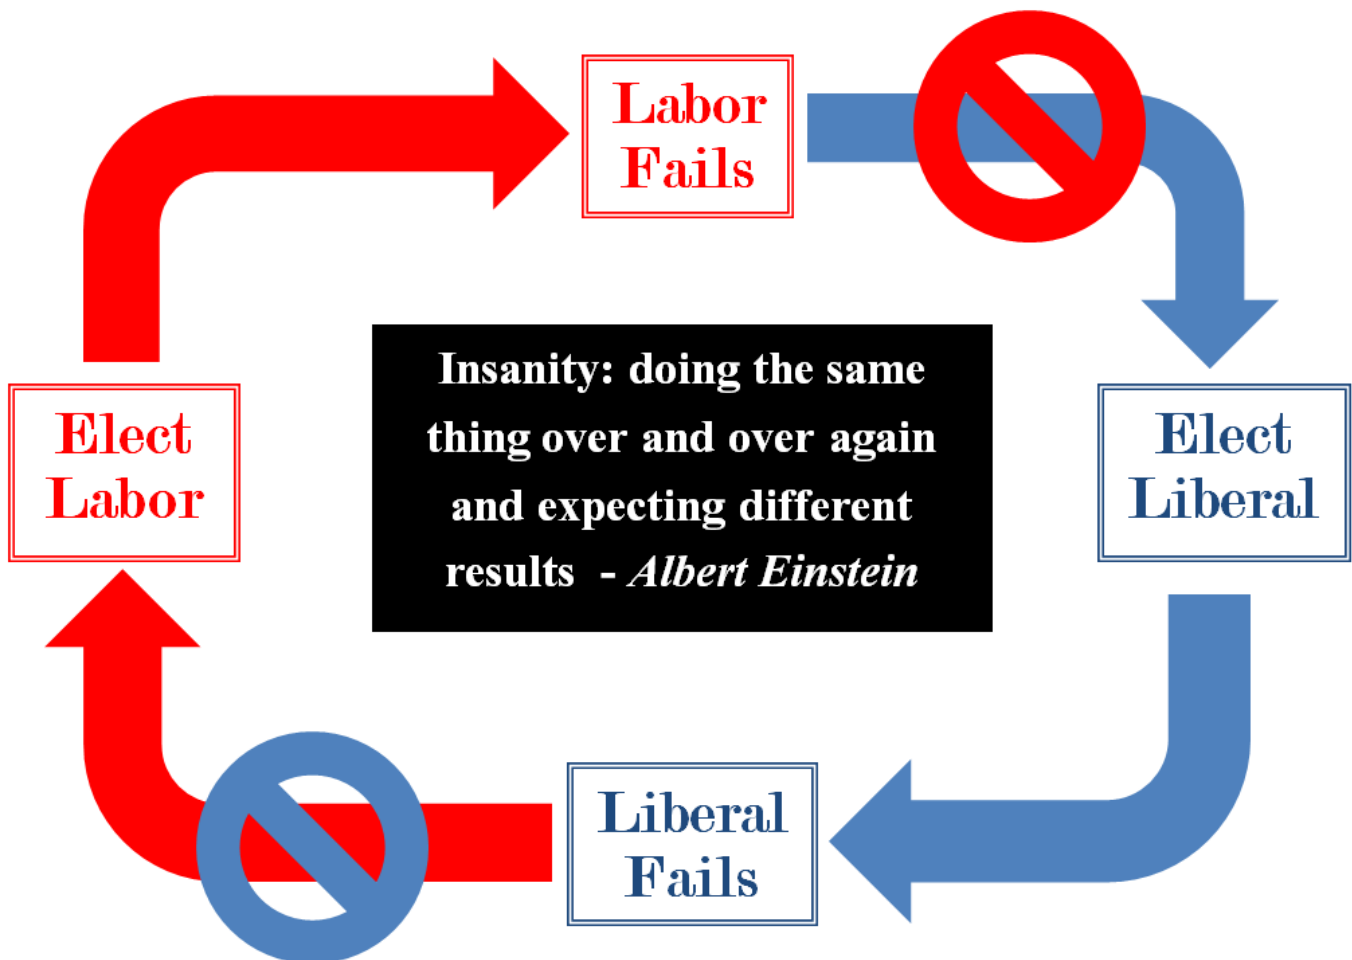 Labor
Fails
Elect
Labor
Insanity: doing the same
thing over and over again
and expecting different
results - Albert Einstein
Elect
Liberal
Liberal
Fails